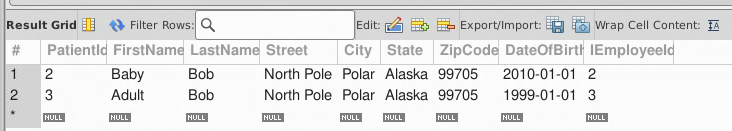 Result Grid Filter Rows: Edit: Export/Import: Wrap Cell Content: IA
# PatientId FirstName LastName Street City State ZipCode DateOfBirth IEmployeeId
1 2 Baby Bob North Pole Polar Alaska 99705 2010-01-01 2
2 3 Adult Bob North Pole Polar Alaska 99705 1999-01-01 3
* NULL NULL NULL NULL NULL NULL NULL NULL NULL